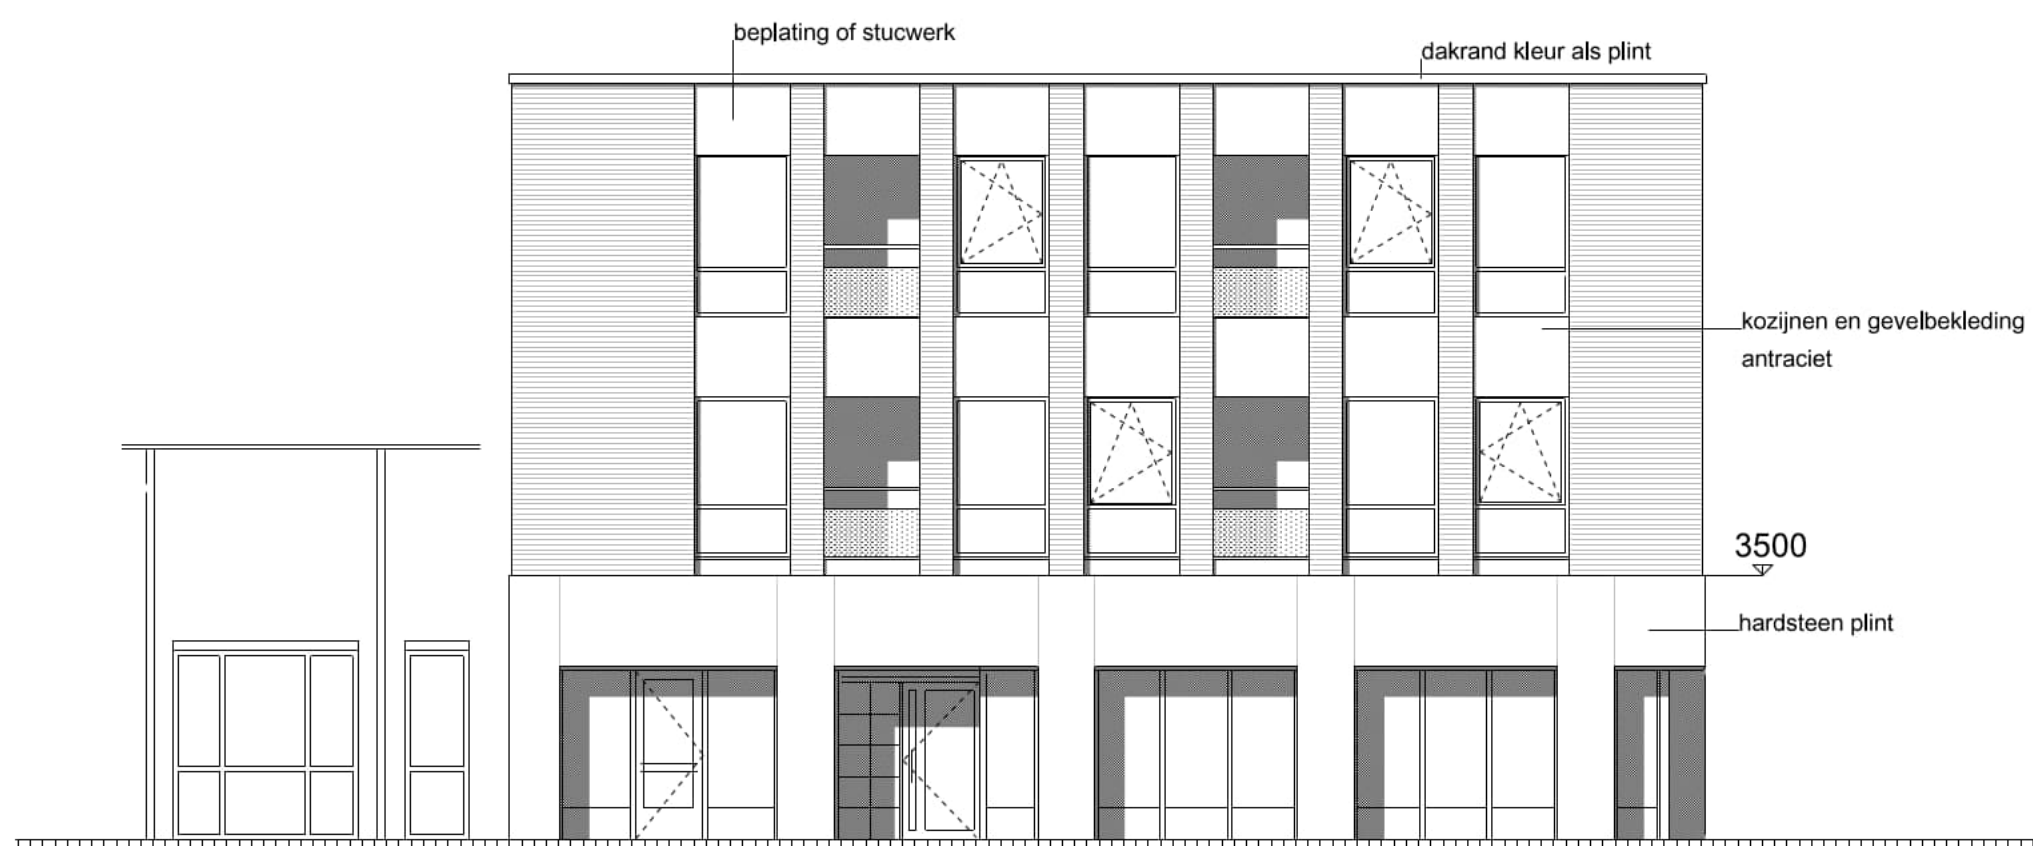 beplating of stucwerk
dakrand kleur als plint
kozijnen en gevelbekleding
antraciet
3500
hardsteen plint